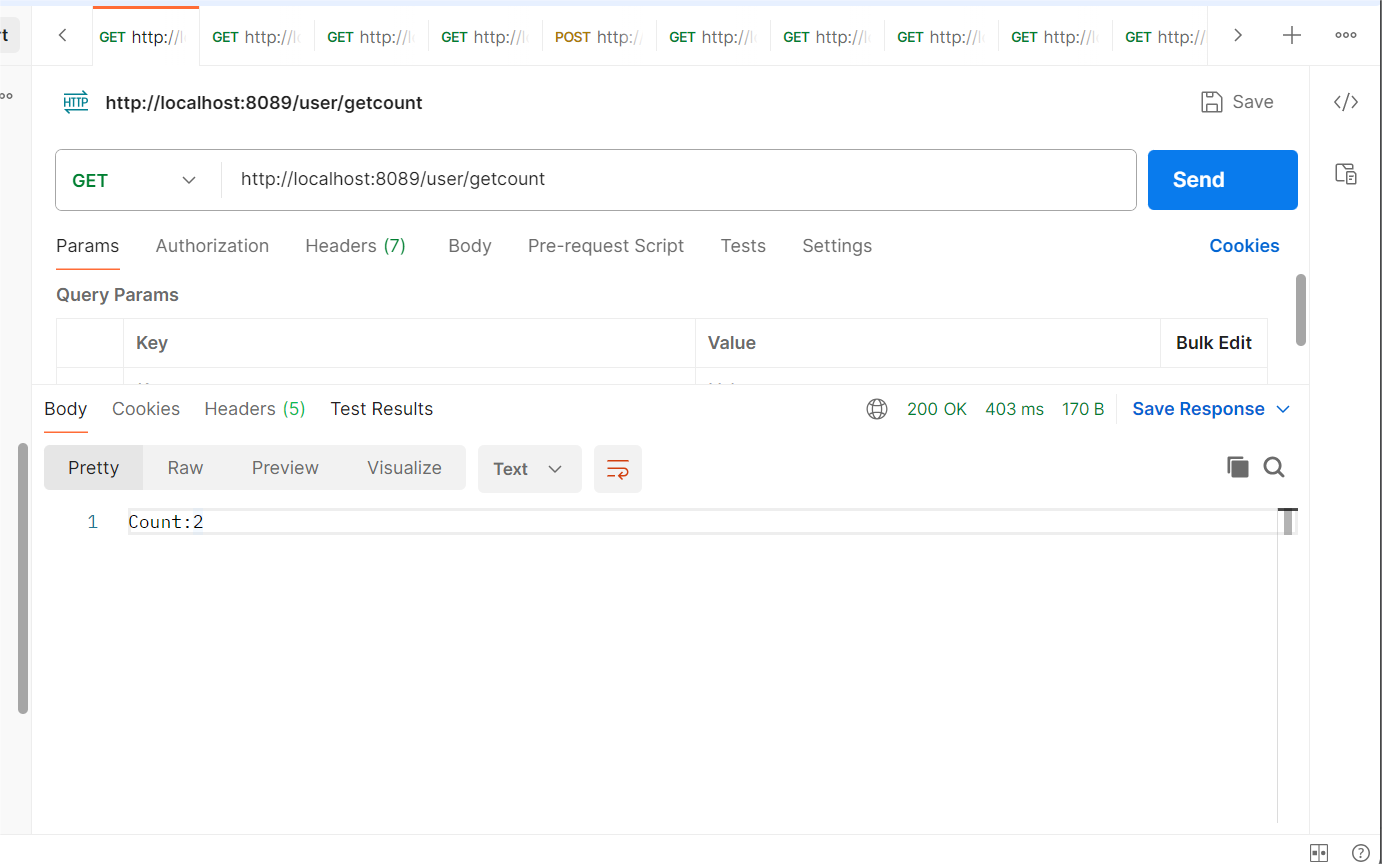 t
GET http://l GET http://l GET http://l GET http://l POST http:/ GET http://l GET http://l GET http://l GET http://l GET http://
HTTP http://localhost:8089/user/getcount Save
GET http://localhost:8089/user/getcount Send
Params Authorization Headers (7) Body Pre-request Script Tests Settings Cookies
Query Params
Key Value Bulk Edit
Body Cookies Headers (5) Test Results 200 OK 403 ms 170 B Save Response
Pretty Raw Preview Visualize Text
1 Count:2